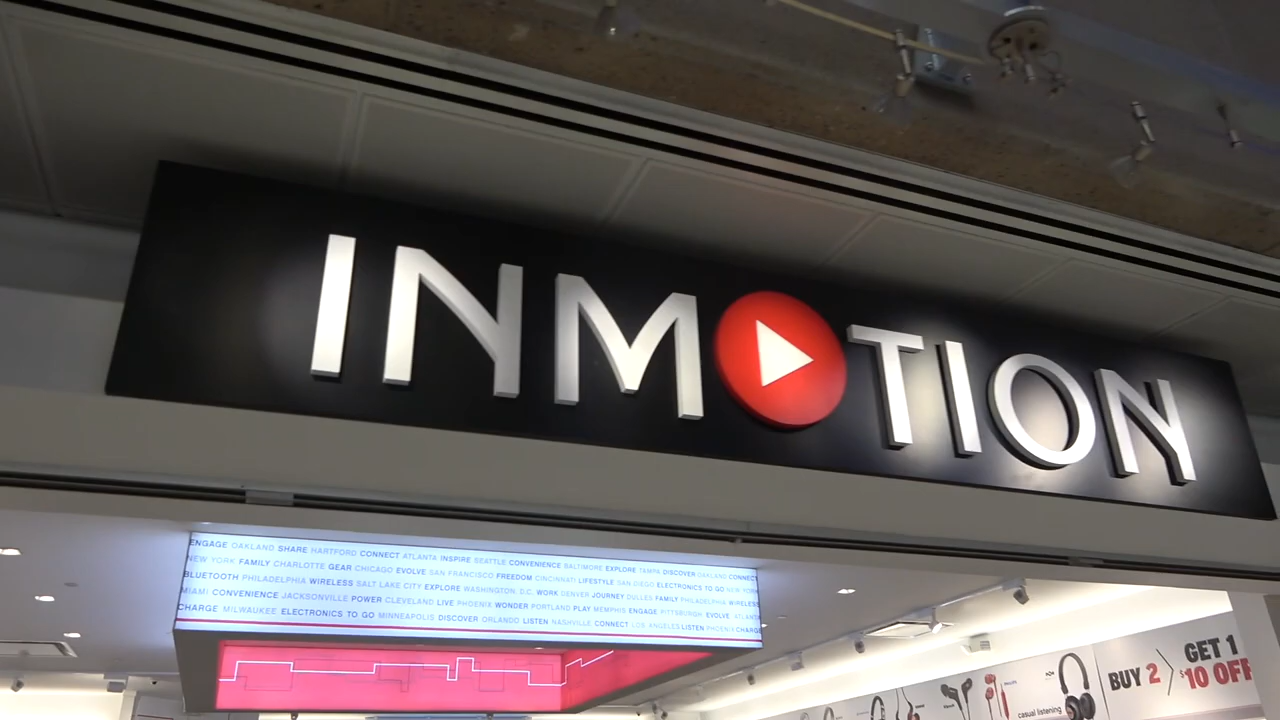 INMOTION
ENGAGE OAKLAND SHARE HARTFORD CONNECT ATLANTA INSPIRE SEATTLE CONVENIENCE BALTIMORE EXPLORE TAMPA DISCOVER OAKLAND CONNECT
NEW YORK FAMILY CHARLOTTE GEAR CHICAGO EVOLVE SAN FRANCISCO FREEDOM CINCINNATI LIFESTYLE SAN DIEGO ELECTRONICS TO GO NEW YORK
BLUETOOTH PHILADELPHIA WIRELESS SALT LAKE CITY EXPLORE WASHINGTON D.C. WORK DENVER JOURNEY DULLES FAMILY PHILADELPHIA WIRELESS
MIAMI CONVENIENCE JACKSONVILLE POWER CLEVELAND LIVE PHOENIX WONDER PORTLAND PLAY MEMPHIS ENGAGE PITTSBURGH EVOLVE ATLANTA
CHARGE MILWAUKEE ELECTRONICS TO GO MINNEAPOLIS DISCOVER ORLANDO LISTEN NASHVILLE CONNECT LOS ANGELES LISTEN PHOENIX CHARGE
casual listening
BUY 2
GET 1
$10 OFF